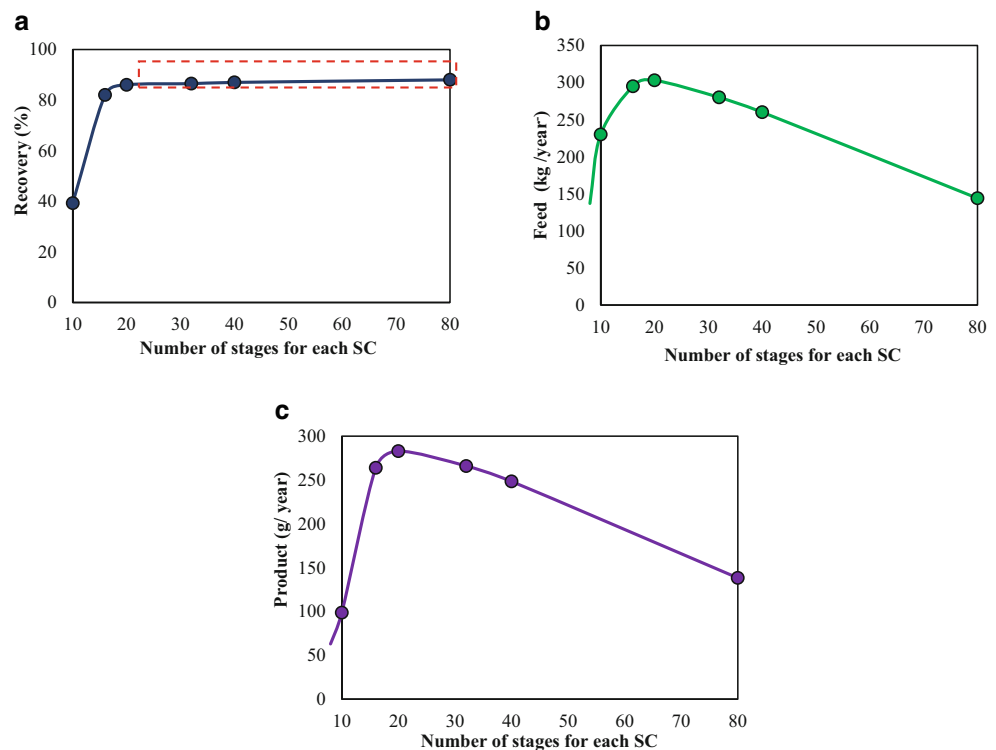 a
100
80
60
40
20
0
Recovery (%)
10 20 30 40 50 60 70 80
Number of stages for each SC
b
350
300
250
200
150
100
50
0
Feed (kg /year)
10 20 30 40 50 60 70 80
Number of stages for each SC
c
300
250
200
150
100
50
0
Product (g/ year)
10 20 30 40 50 60 70 80
Number of stages for each SC